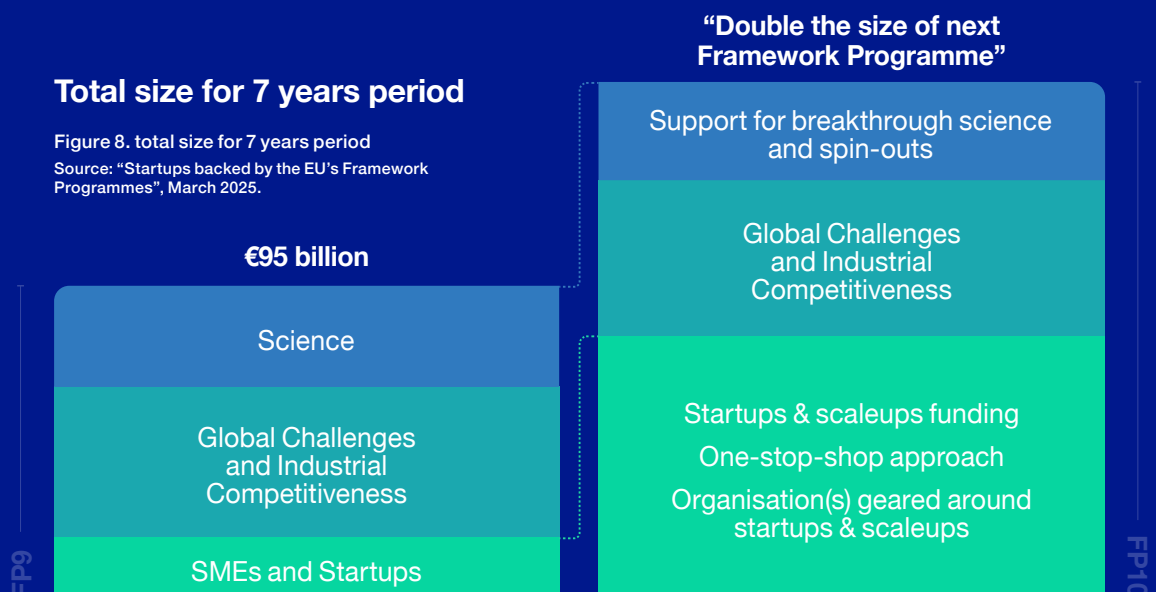 Total size for 7 years period
Figure 8. total size for 7 years period
Source: “Startups backed by the EU’s Framework
Programmes”, March 2025.
€95 billion
Science
Global Challenges
and Industrial
Competitiveness
SMEs and Startups
FP9
“Double the size of next
Framework Programme”
Support for breakthrough science
and spin-outs
Global Challenges
and Industrial
Competitiveness
Startups & scaleups funding
One-stop-shop approach
Organisation(s) geared around
startups & scaleups
FP10